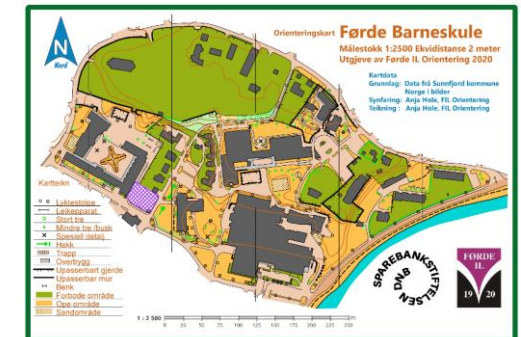 Orienteringskart Førde Barneskule
Målestokk 1:2500 Ekvidistanse 2 meter
Utgjeve av Førde IL Orientering 2020
Kartdata
Grunnlag: Data frå Sunnfjord kommune
Norge i bilder
Synfaring: Anja Hole, FIL Orientering
Teikning : Anja Hole, FIL Orientering
Nord
Kartteikn
Lyktestolpe
Leikepparat
Stort tre
Mindre tre /busk
Spesiell detalj
Hekk
Trapp
Overbygg
Upasserbart gjerde
Upasserbar mur
Benk
Forbode område
Ope område
Sandområde
1 : 2 500
0 25 50 75 100 125 150 175 200 225 250 m
SPAREBANKSTIFTELSEN DNB
FØRDE
IL
19 20